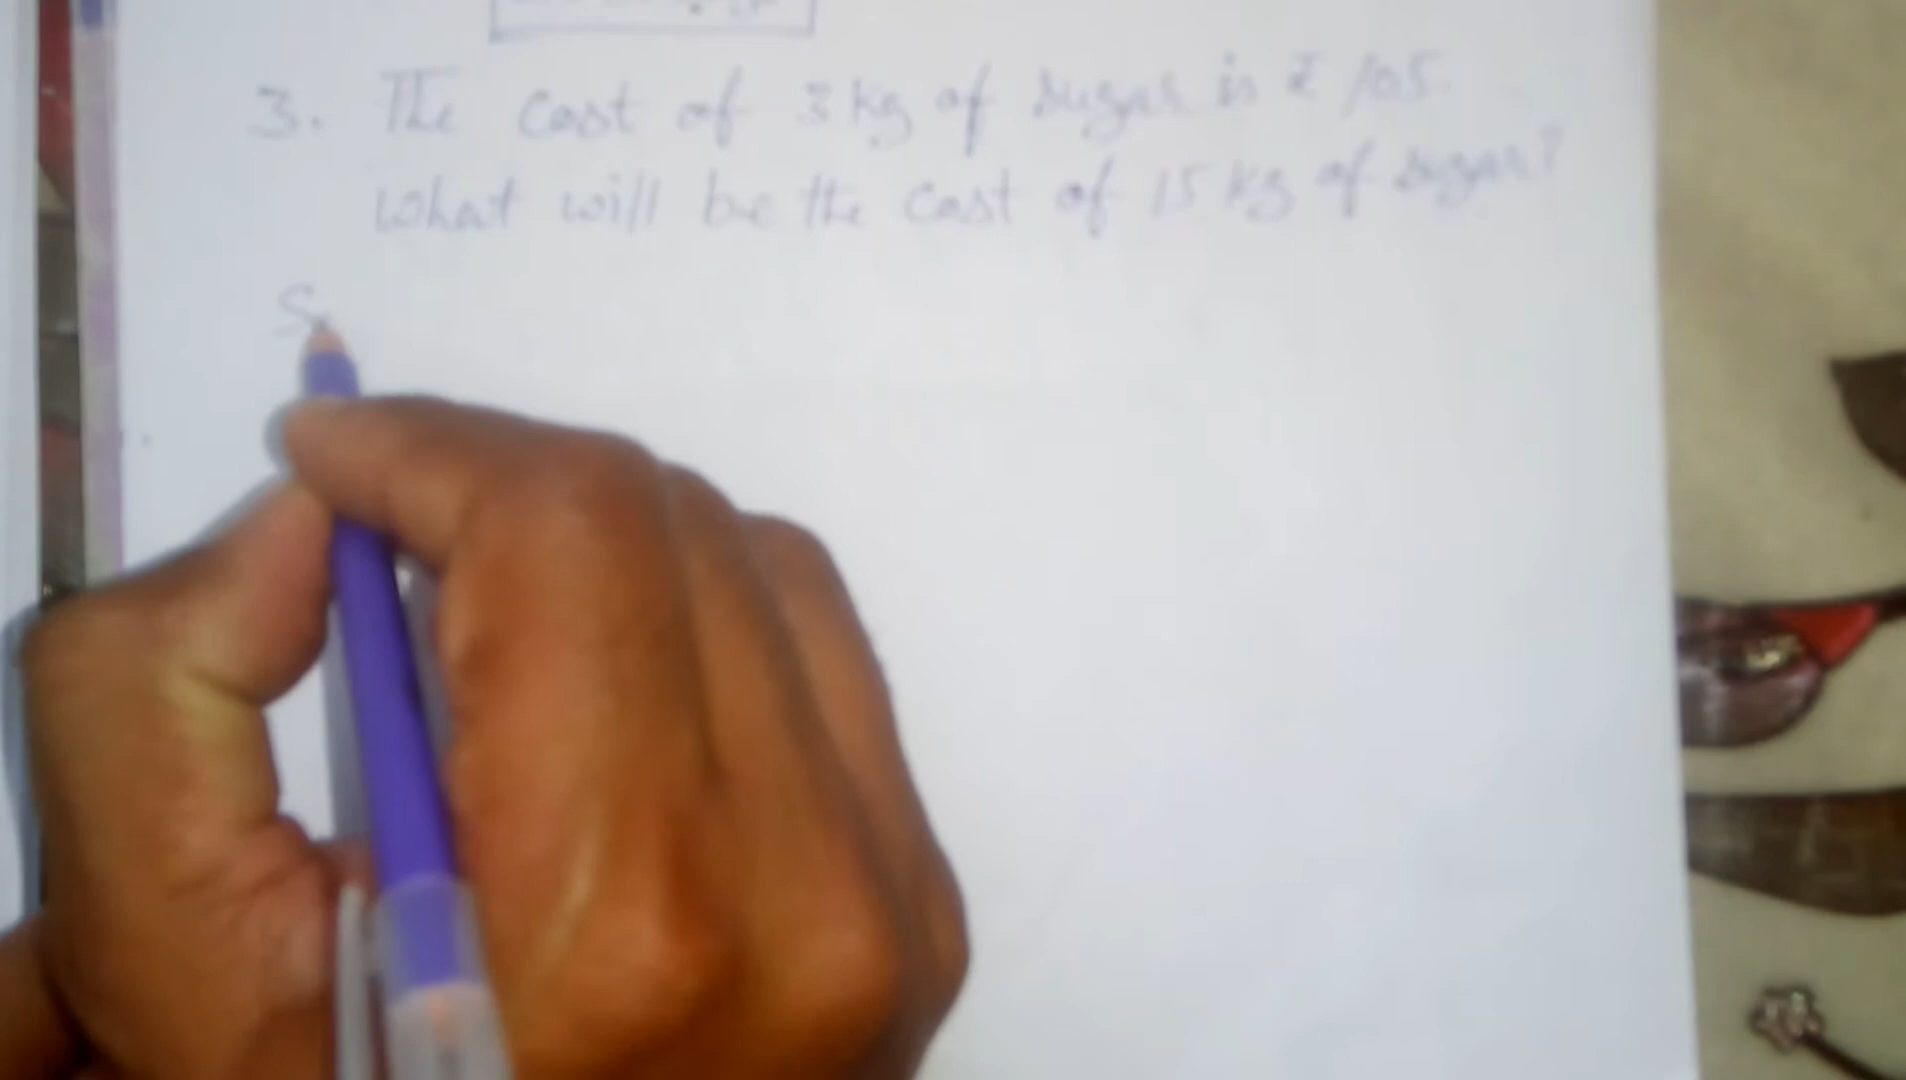 3. The cost of 3 kg of sugar is ₹ 105.
What will be the cost of 15 kg of sugar?
S